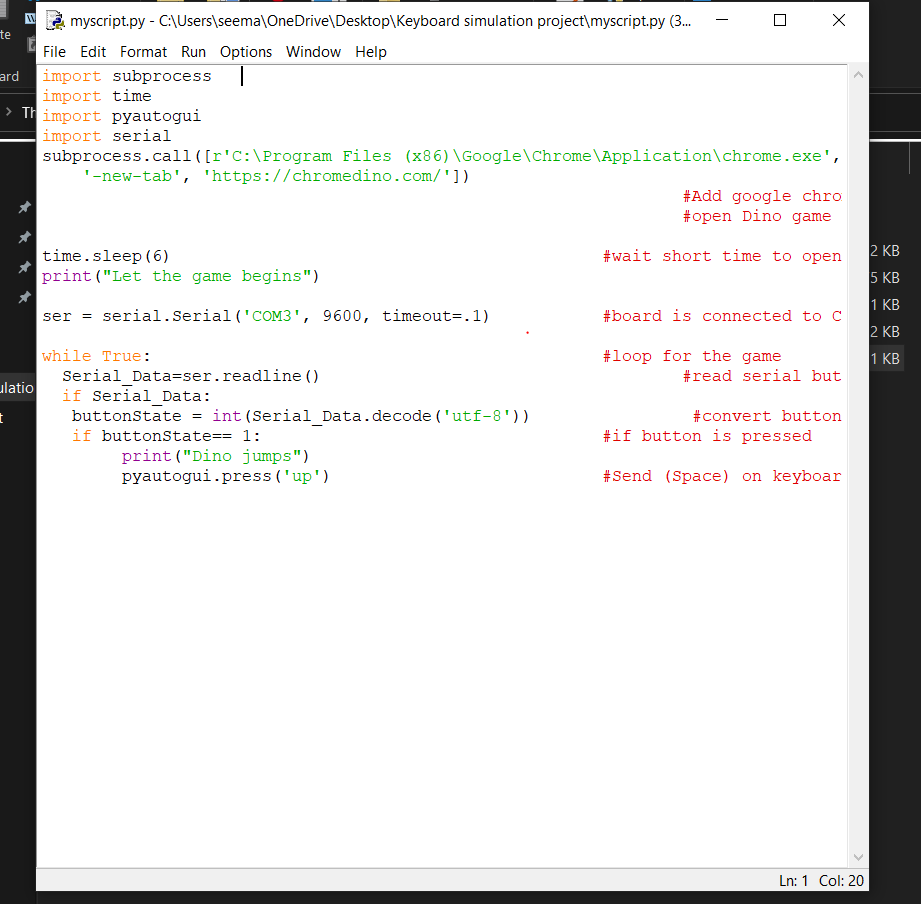 te
ard
Th
ulatio
t
myscript.py - C:\Users\seema\OneDrive\Desktop\Keyboard simulation project\myscript.py (3...
File Edit Format Run Options Window Help
import subprocess
import time
import pyautogui
import serial
subprocess.call([r'C:\Program Files (x86)\Google\Chrome\Application\chrome.exe',
'-new-tab', 'https://chromedino.com/'])
#Add google chro
#open Dino game
time.sleep(6) #wait short time to open
print("Let the game begins")
ser = serial.Serial('COM3', 9600, timeout=.1) #board is connected to C
while True: #loop for the game
Serial_Data=ser.readline() #read serial but
if Serial_Data:
buttonState = int(Serial_Data.decode('utf-8')) #convert button
if buttonState== 1: #if button is pressed
print("Dino jumps")
pyautogui.press('up') #Send (Space) on keyboar
Ln: 1 Col: 20
2 KB
5 KB
1 KB
2 KB
1 KB